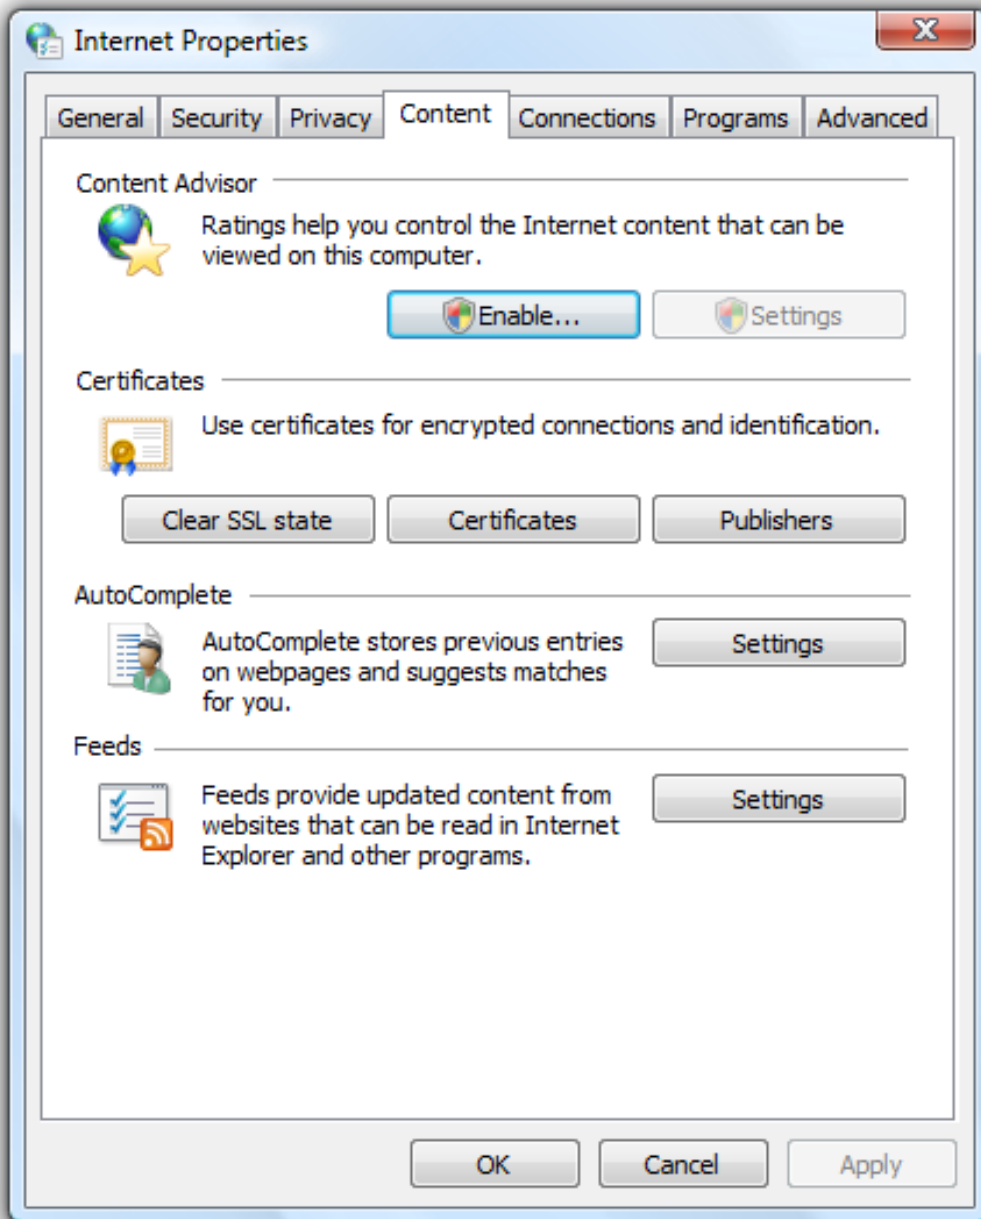 Internet Properties
General Security Privacy Content Connections Programs Advanced
Content Advisor
Ratings help you control the Internet content that can be
viewed on this computer.
Enable... Settings
Certificates
Use certificates for encrypted connections and identification.
Clear SSL state Certificates Publishers
AutoComplete
AutoComplete stores previous entries
on webpages and suggests matches
for you.
Settings
Feeds
Feeds provide updated content from
websites that can be read in Internet
Explorer and other programs.
Settings
OK Cancel Apply